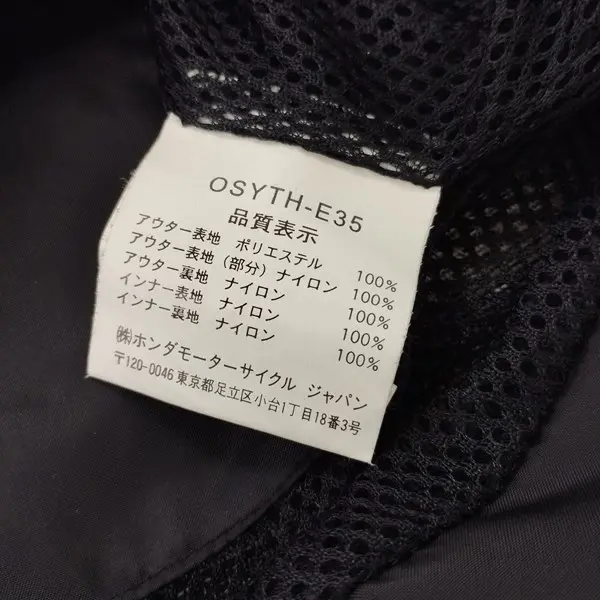 OSYTH-E35
品質表示
アウター表地 ポリエステル 100%
アウター表地(部分)ナイロン 100%
アウター裏地 ナイロン 100%
インナー表地 ナイロン 100%
インナー裏地 ナイロン 100%
㈱ホンダモーターサイクル ジャパン
〒120-0046 東京都足立区小台1丁目18番3号